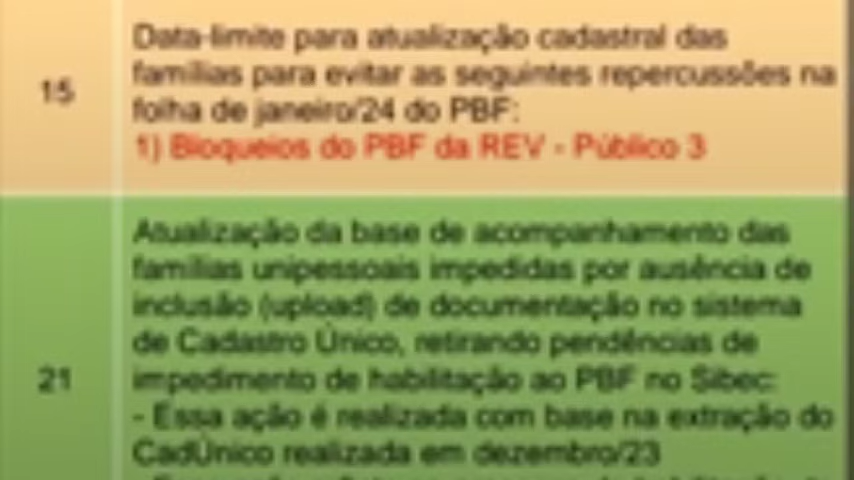 15
Data-limite para atualização cadastral das
famílias para evitar as seguintes repercussões na
folha de janeiro/24 do PBF:
1) Bloqueios do PBF da REV - Público 3
21
Atualização da base de acompanhamento das
famílias unipessoais impedidas por ausência de
inclusão (upload) de documentação no sistema
de Cadastro Único, retirando pendências de
impedimento de habilitação ao PBF no Sibec:
- Essa ação é realizada com base na extração do
CadÚnico realizada em dezembro/23